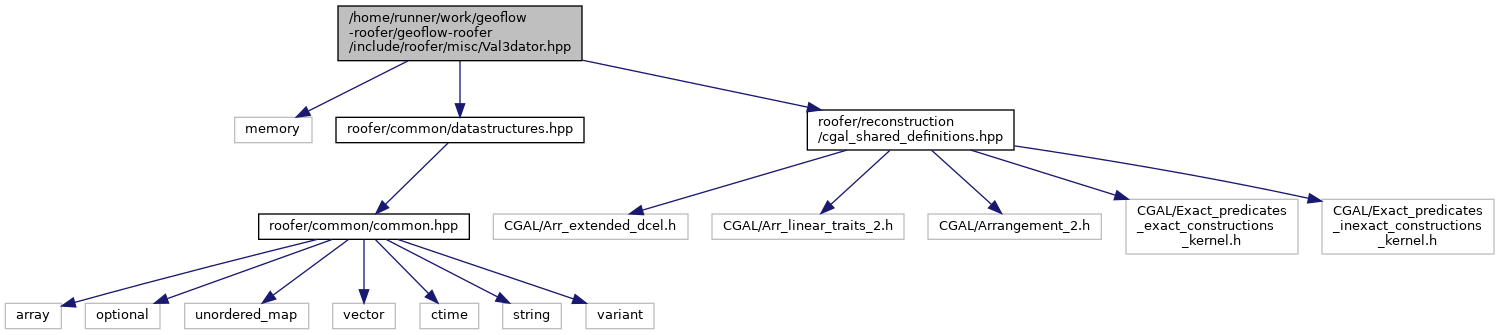 /home/runner/work/geoflow
-roofer/geoflow-roofer
/include/roofer/misc/Val3dator.hpp
memory
roofer/common/datastructures.hpp
roofer/reconstruction
/cgal_shared_definitions.hpp
roofer/common/common.hpp
CGAL/Arr_extended_dcel.h
CGAL/Arr_linear_traits_2.h
CGAL/Arrangement_2.h
CGAL/Exact_predicates
_exact_constructions
_kernel.h
CGAL/Exact_predicates
_inexact_constructions
_kernel.h
array
optional
unordered_map
vector
ctime
string
variant